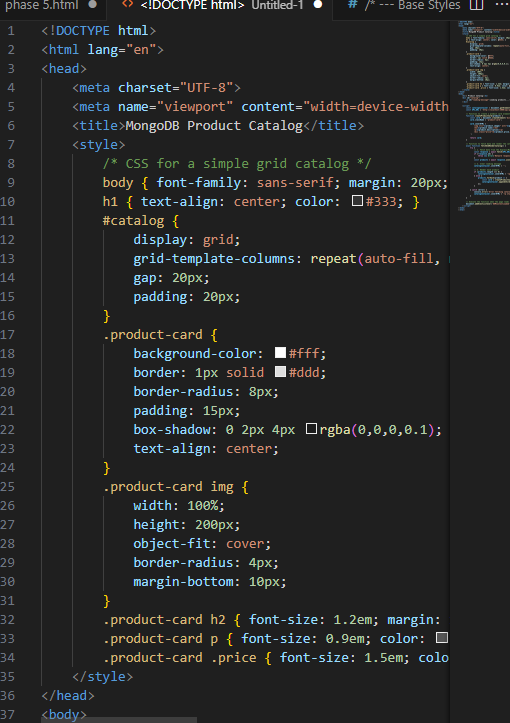 phase 5.html <> <!DOCTYPE html> Untitled-1 # /* --- Base Styles
1 <!DOCTYPE html>
2 <html lang="en">
3 <head>
4 <meta charset="UTF-8">
5 <meta name="viewport" content="width=device-width
6 <title>MongoDB Product Catalog</title>
7 <style>
8 /* CSS for a simple grid catalog */
9 body { font-family: sans-serif; margin: 20px;
10 h1 { text-align: center; color: #333; }
11 #catalog {
12 display: grid;
13 grid-template-columns: repeat(auto-fill,
14 gap: 20px;
15 padding: 20px;
16 }
17 .product-card {
18 background-color: #fff;
19 border: 1px solid #ddd;
20 border-radius: 8px;
21 padding: 15px;
22 box-shadow: 0 2px 4px rgba(0,0,0,0.1);
23 text-align: center;
24 }
25 .product-card img {
26 width: 100%;
27 height: 200px;
28 object-fit: cover;
29 border-radius: 4px;
30 margin-bottom: 10px;
31 }
32 .product-card h2 { font-size: 1.2em; margin:
33 .product-card p { font-size: 0.9em; color:
34 .product-card .price { font-size: 1.5em; colo
35 </style>
36 </head>
37 <body>